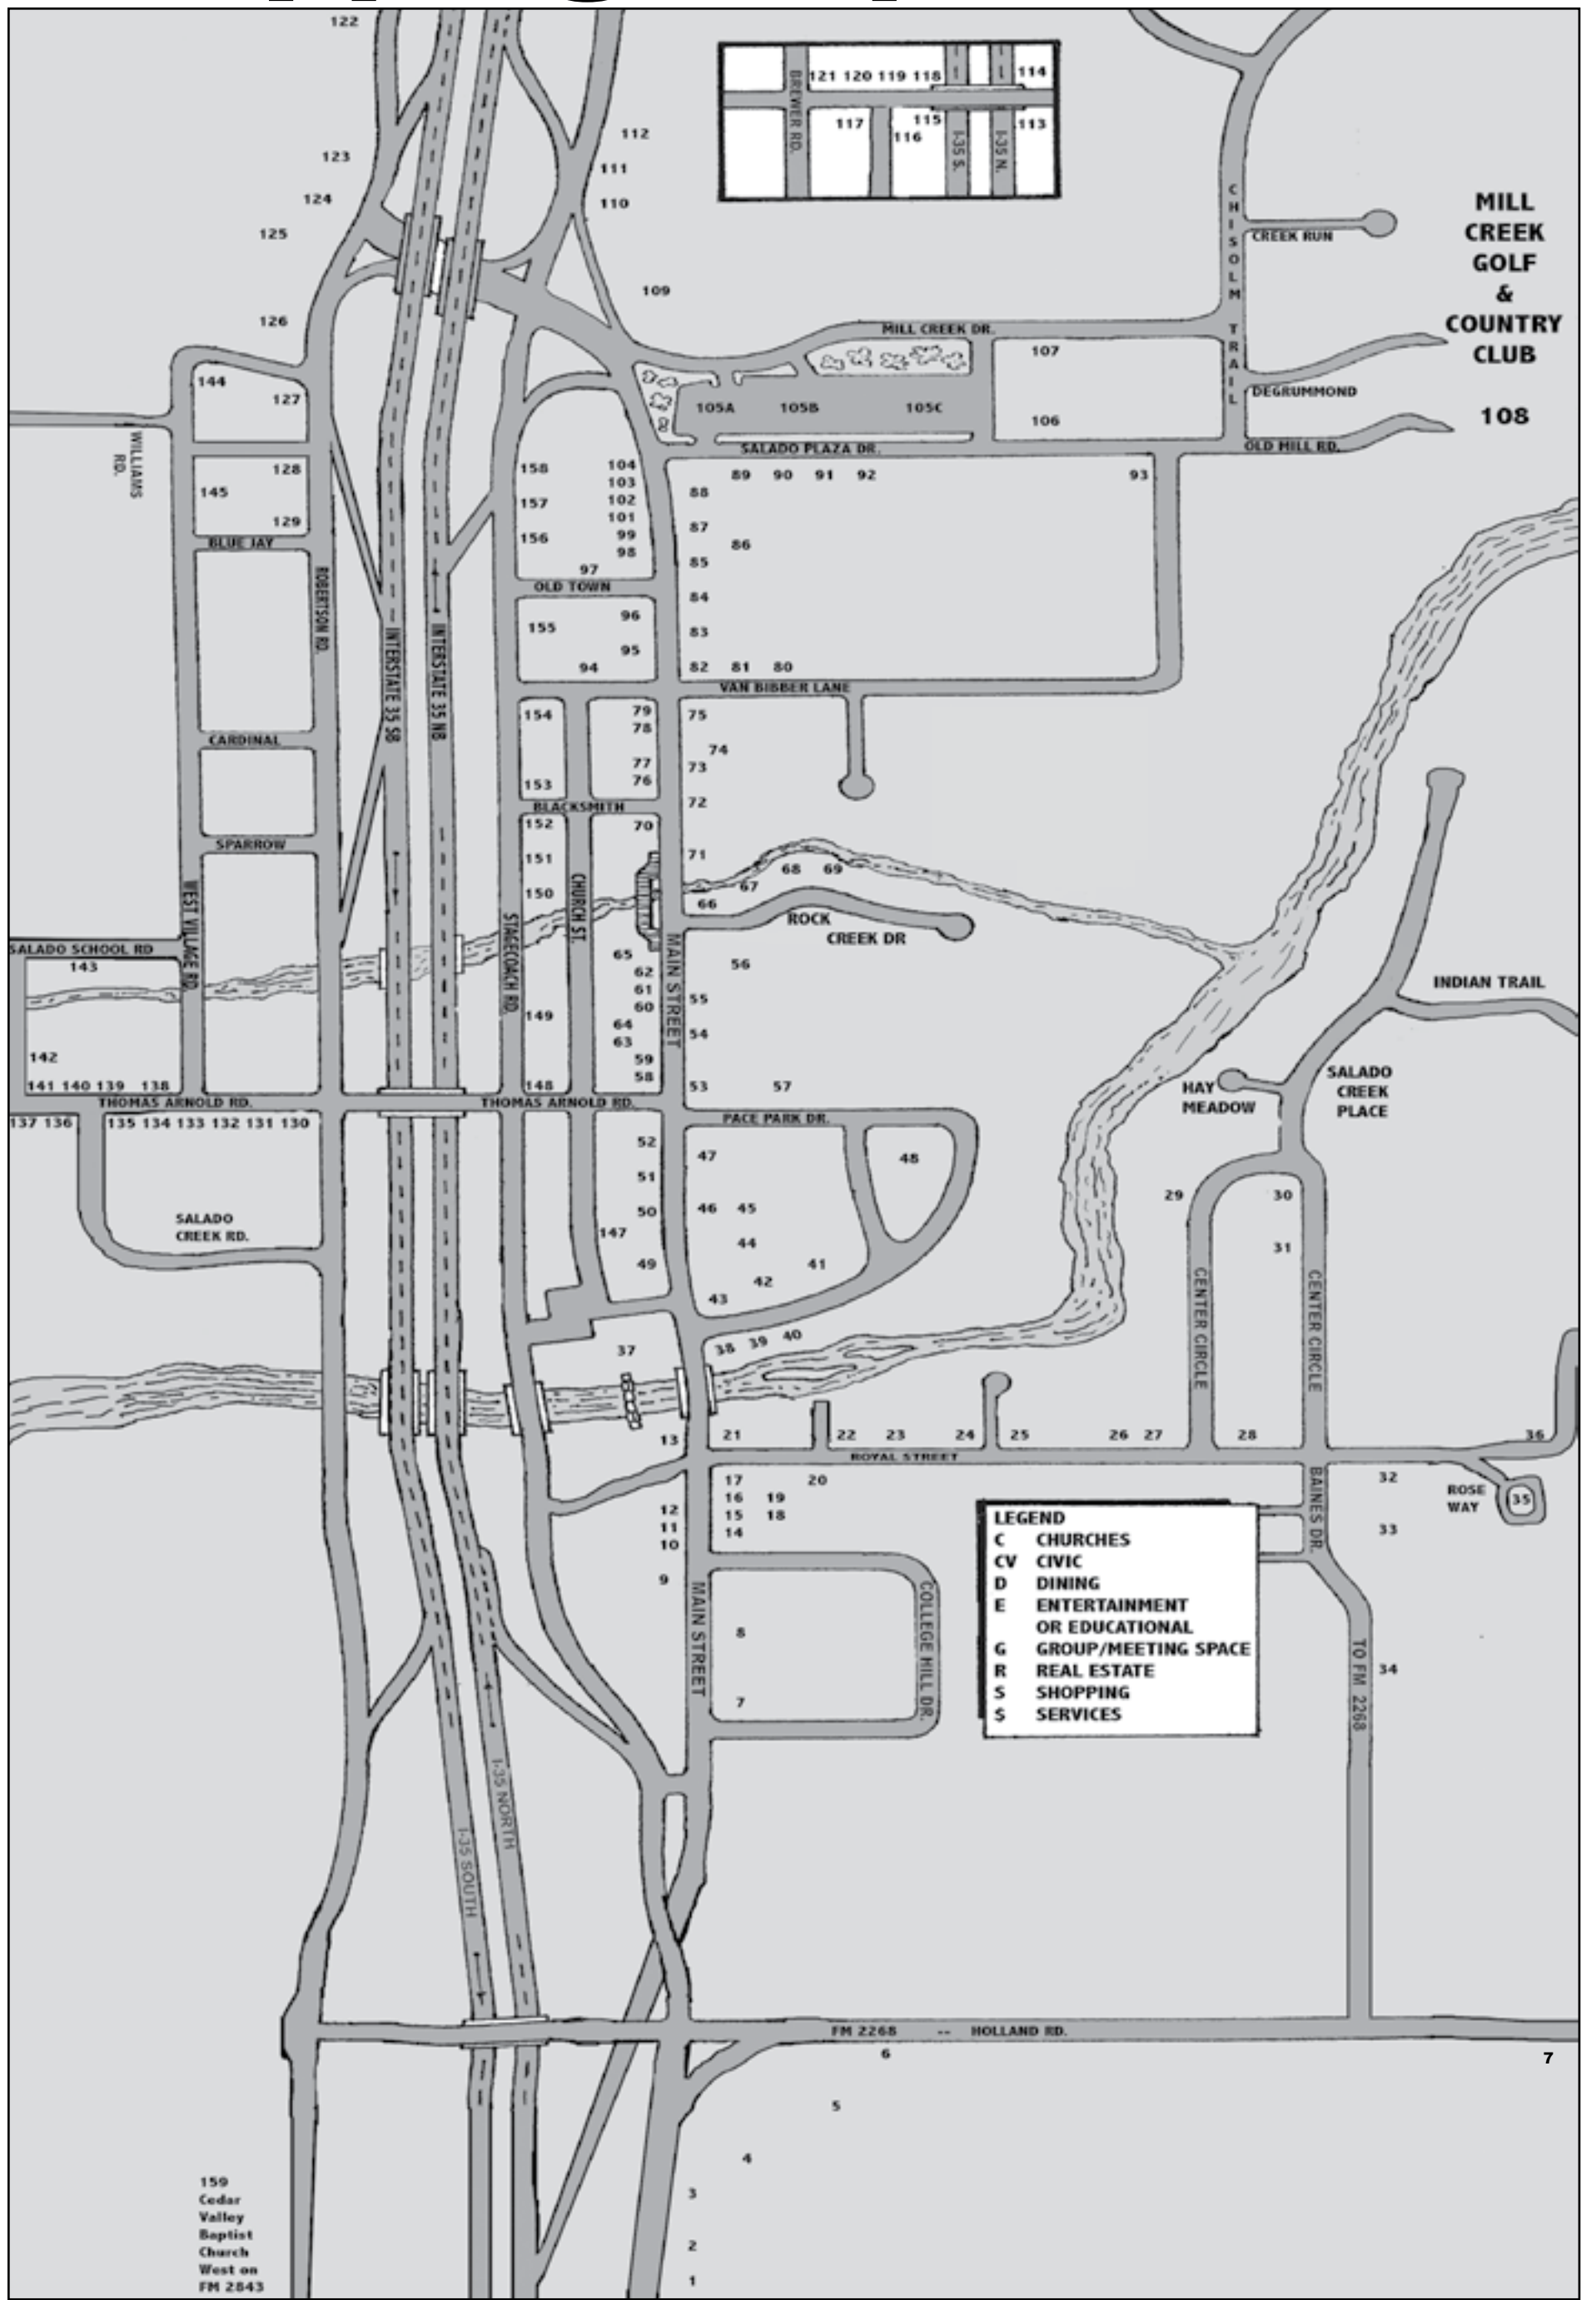 122
BREWER RD.
121 120 119 118
114
117
116
115
113
I-35 S.
I-35 N.
112
111
110
123
124
125
126
109
CHISOLM TRAIL
CREEK RUN
MILL
CREEK
GOLF
&
COUNTRY
CLUB
108
MILL CREEK DR.
107
106
DEGRUMMOND
OLD MILL RD.
105A
105B
105C
SALADO PLAZA DR.
144
127
WILLIAMS
RD.
128
145
129
BLUE JAY
ROBERTSON RD.
INTERSTATE 35 SB
INTERSTATE 35 NB
158
157
156
104
103
102
101
99
98
97
OLD TOWN
89 90 91 92
93
88
87
86
85
84
83
82 81 80
155
96
95
94
VAN BIBBER LANE
CARDINAL
154
153
79
78
77
76
75
74
73
72
BLACKSMITH
SPARROW
152
151
150
70
71
68 69
67
66
CHURCH ST.
WEST VILLAGE RD.
STAGECOACH RD.
MAIN STREET
ROCK
CREEK DR
SALADO SCHOOL RD
143
142
141 140 139 138
65
62
61
60
64
63
59
58
149
148
56
55
54
53
57
INDIAN TRAIL
HAY
MEADOW
SALADO
CREEK
PLACE
THOMAS ARNOLD RD.
THOMAS ARNOLD RD.
PACE PARK DR.
137 136
135 134 133 132 131 130
52
51
50
147
49
47
48
46 45
44
42
41
43
SALADO
CREEK RD.
29
30
31
CENTER CIRCLE
CENTER CIRCLE
37
38 39 40
13
21
22 23 24 25 26 27 28
36
ROYAL STREET
17
16
15
14
19
18
20
12
11
10
9
32
33
34
ROSE
WAY
35
BAINES DR.
TO FM 2268
LEGEND
C CHURCHES
CV CIVIC
D DINING
E ENTERTAINMENT
OR EDUCATIONAL
G GROUP/MEETING SPACE
R REAL ESTATE
S SHOPPING
$ SERVICES
MAIN STREET
8
7
COLLEGE HILL DR.
I-35 NORTH
I-35 SOUTH
FM 2268 -- HOLLAND RD.
6
7
5
4
3
2
1
159
Cedar
Valley
Baptist
Church
West on
FM 2843